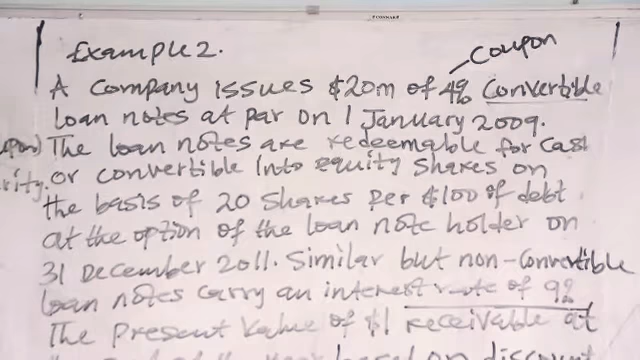 Example 2.
Coupon
A Company issues $20m of 4% Convertible
loan notes at par on 1 January 2009.
The loan notes are redeemable for cash
or convertible into equity shares on
the basis of 20 shares per $100 of debt
at the option of the loan note holder on
31 December 2011. Similar but non-convertible
loan notes carry an interest rate of 9%
The present value of $1 receivable at
based on discount